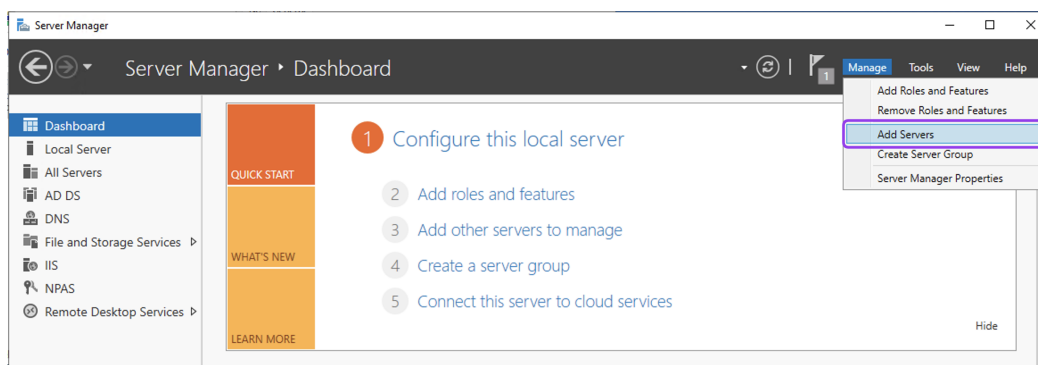 Server Manager
Server Manager ‣ Dashboard
1
Manage Tools View Help
Add Roles and Features
Remove Roles and Features
Add Servers
Create Server Group
Server Manager Properties
Dashboard
Local Server
All Servers
AD DS
DNS
File and Storage Services
IIS
NPAS
Remote Desktop Services
QUICK START
WHAT'S NEW
LEARN MORE
1 Configure this local server
2 Add roles and features
3 Add other servers to manage
4 Create a server group
5 Connect this server to cloud services
Hide